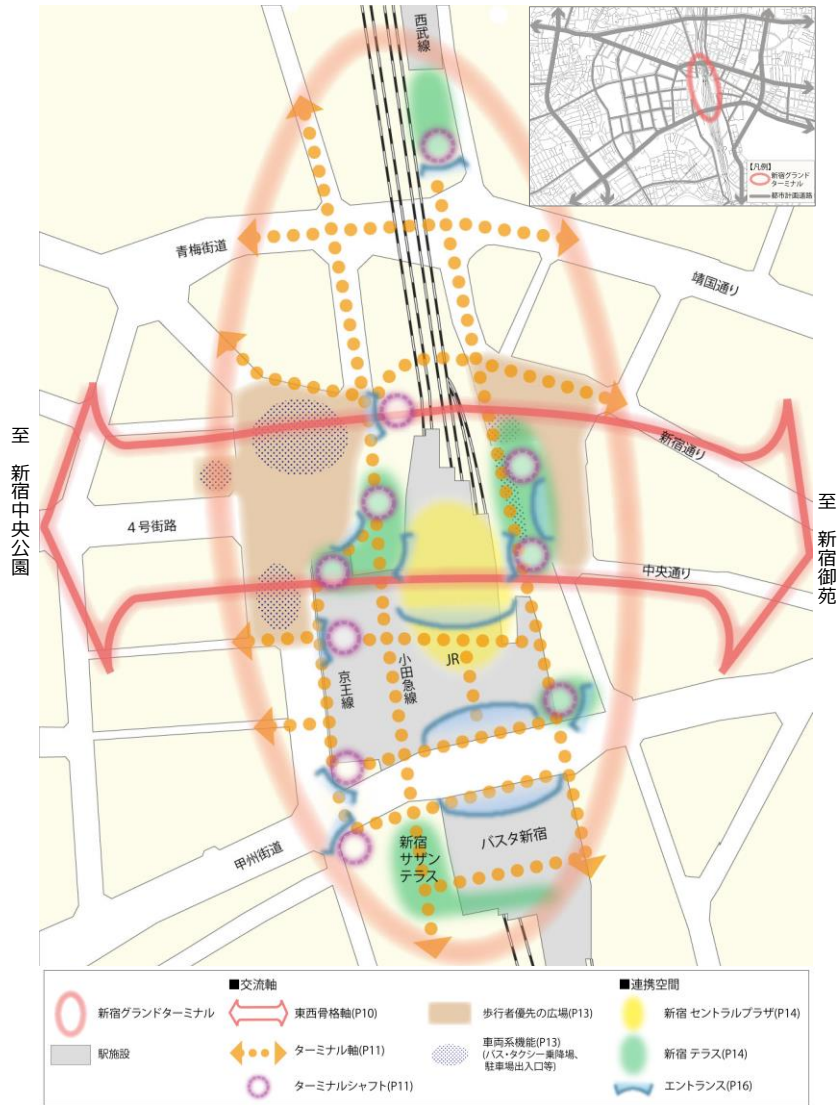 西武線
【凡例】
新宿グランド
ターミナル
都市計画道路
青梅街道
靖国通り
新宿通り
至 新宿中央公園
4号街路
中央通り
至 新宿御苑
JR
小田急線
京王線
甲州街道
新宿
サザン
テラス
バスタ新宿
新宿グランドターミナル
駅施設
■交流軸
東西骨格軸(P10)
ターミナル軸(P11)
ターミナルシャフト(P11)
歩行者優先の広場(P13)
車両系機能(P13)
(バス・タクシー乗降場、
駐車場出入口等)
■連携空間
新宿 セントラルプラザ(P14)
新宿 テラス(P14)
エントランス(P16)